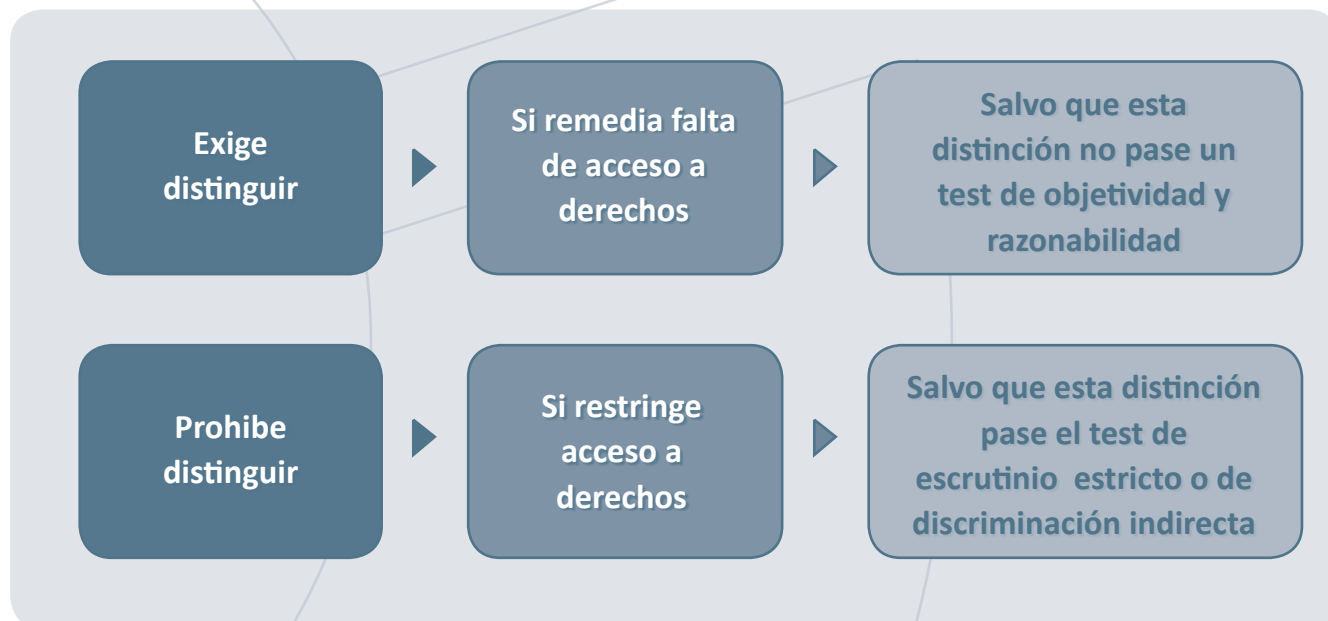 Exige
distinguir
Si remedia falta
de acceso a
derechos
Salvo que esta
distinción no pase un
test de objetividad y
razonabilidad
Prohibe
distinguir
Si restringe
acceso a
derechos
Salvo que esta distinción
pase el test de
escrutinio  estricto o de
discriminación indirecta